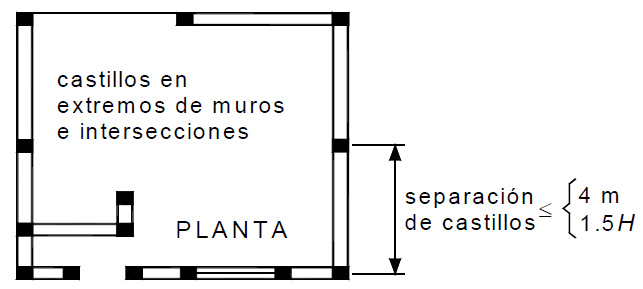 castillos en
extremos de muros
e intersecciones
PLANTA
separación
de castillos ≤ { 4 m
1.5H